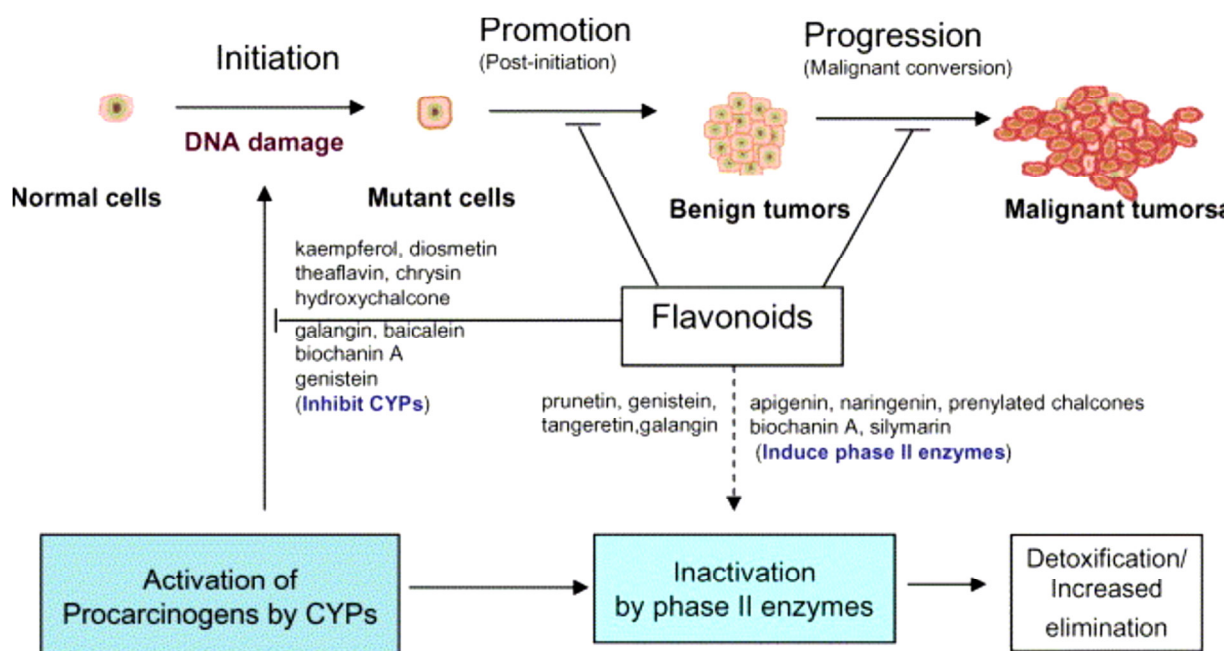 Initiation
Promotion
(Post-initiation)
Progression
(Malignant conversion)
DNA damage
Normal cells
Mutant cells
Benign tumors
Malignant tumorsa
kaempferol, diosmetin
theaflavin, chrysin
hydroxychalcone
galangin, baicalein
biochanin A
genistein
(Inhibit CYPs)
Flavonoids
prunetin, genistein,
tangeretin,galangin
apigenin, naringenin, prenylated chalcones
biochanin A, silymarin
(Induce phase II enzymes)
Activation of
Procarcinogens by CYPs
Inactivation
by phase II enzymes
Detoxification/
Increased
elimination